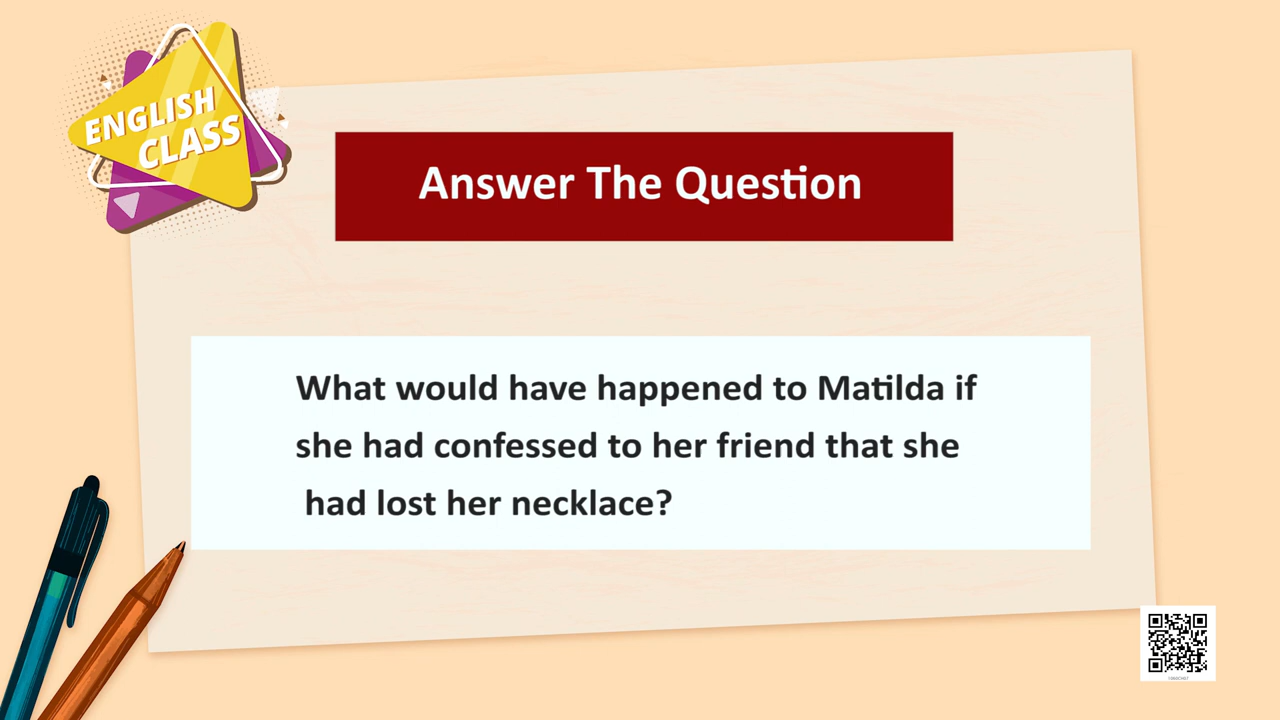 ENGLISH
CLASS
Answer The Question
What would have happened to Matilda if
she had confessed to her friend that she
had lost her necklace?